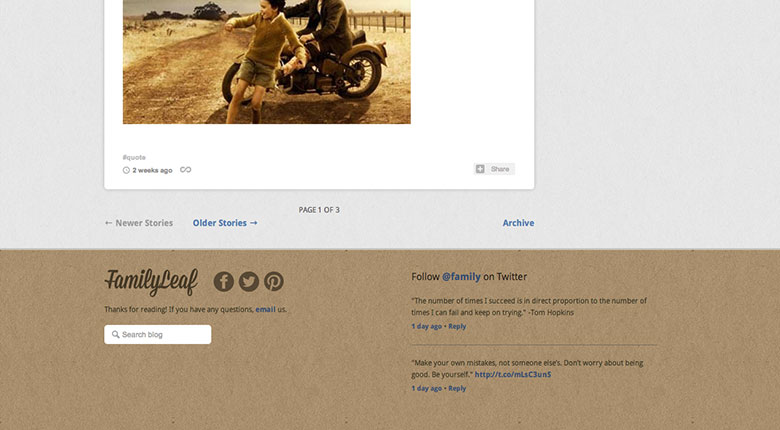 #quote
2 weeks ago
Share
PAGE 1 OF 3
← Newer Stories
Older Stories →
Archive
FamilyLeaf
Thanks for reading! If you have any questions, email us.
Search blog
Follow @family on Twitter
"The number of times I succeed is in direct proportion to the number of
times I can fail and keep on trying." -Tom Hopkins
1 day ago • Reply
"Make your own mistakes, not someone else's. Don't worry about being
good. Be yourself." http://t.co/mLsC3unS
1 day ago • Reply